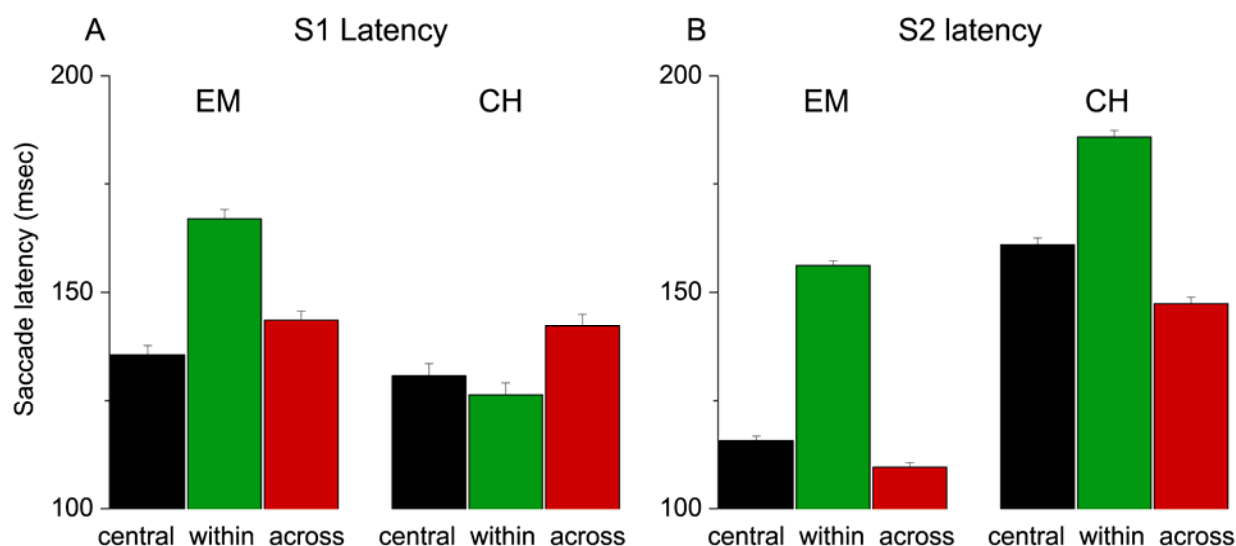 A S1 Latency B S2 latency
200 EM CH 200 EM CH
Saccade latency (msec)
150 150
100 100
central within across central within across central within across central within across